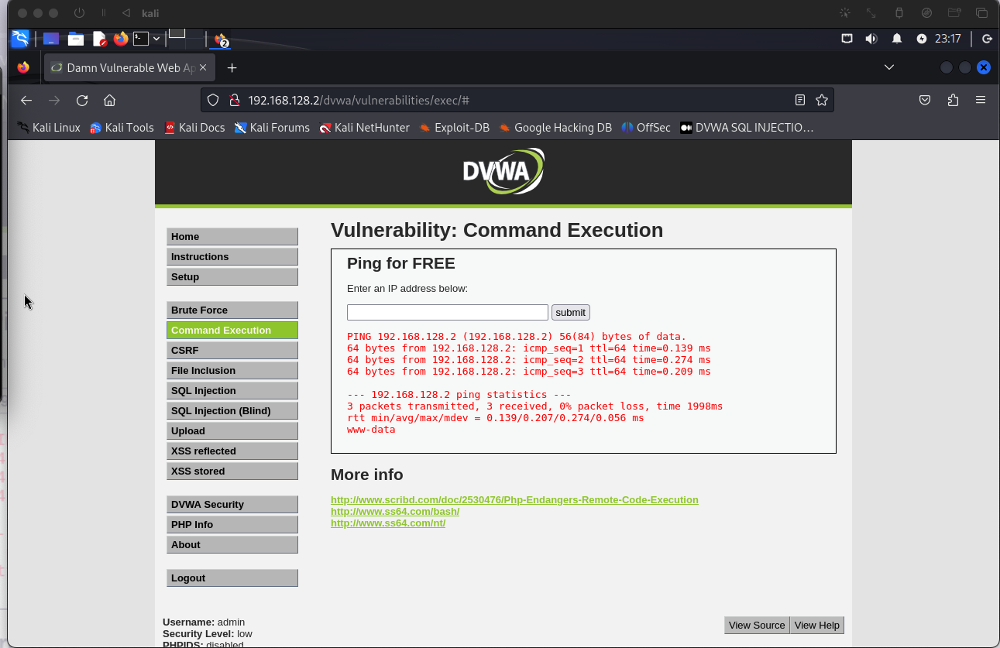 kali
2
23:17
Damn Vulnerable Web Ap
192.168.128.2/dvwa/vulnerabilities/exec/#
Kali Linux Kali Tools Kali Docs Kali Forums Kali NetHunter Exploit-DB Google Hacking DB OffSec DVWA SQL INJECTIO…
DVWA
Home
Instructions
Setup
Brute Force
Command Execution
CSRF
File Inclusion
SQL Injection
SQL Injection (Blind)
Upload
XSS reflected
XSS stored
DVWA Security
PHP Info
About
Logout
Vulnerability: Command Execution
Ping for FREE
Enter an IP address below:
submit
PING 192.168.128.2 (192.168.128.2) 56(84) bytes of data.
64 bytes from 192.168.128.2: icmp_seq=1 ttl=64 time=0.139 ms
64 bytes from 192.168.128.2: icmp_seq=2 ttl=64 time=0.274 ms
64 bytes from 192.168.128.2: icmp_seq=3 ttl=64 time=0.209 ms
--- 192.168.128.2 ping statistics ---
3 packets transmitted, 3 received, 0% packet loss, time 1998ms
rtt min/avg/max/mdev = 0.139/0.207/0.274/0.056 ms
www-data
More info
http://www.scribd.com/doc/2530476/Php-Endangers-Remote-Code-Execution
http://www.ss64.com/bash/
http://www.ss64.com/nt/
Username: admin
Security Level: low
PHPIDS: disabled
View Source View Help